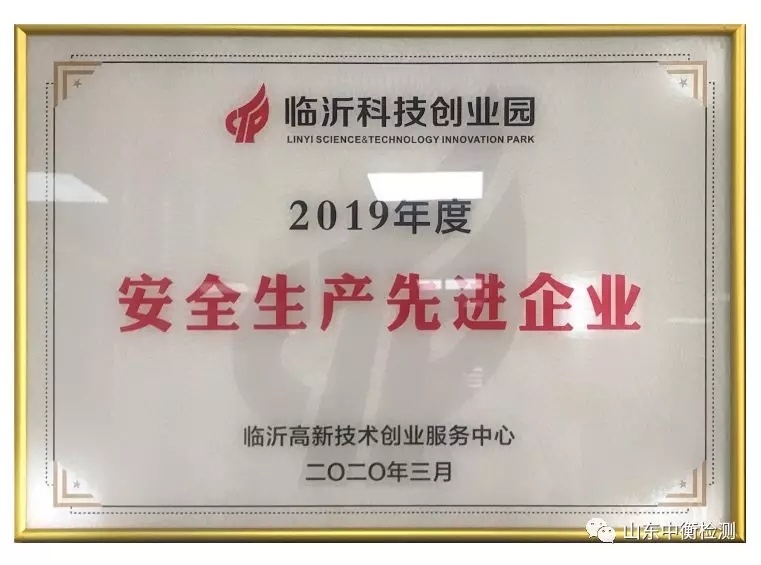 临沂科技创业园
LINYI SCIENCE&TECHNOLOGY INNOVATION PARK
2019年度
安全生产先进企业
临沂高新技术创业服务中心
二〇二〇年三月
山东中衡检测